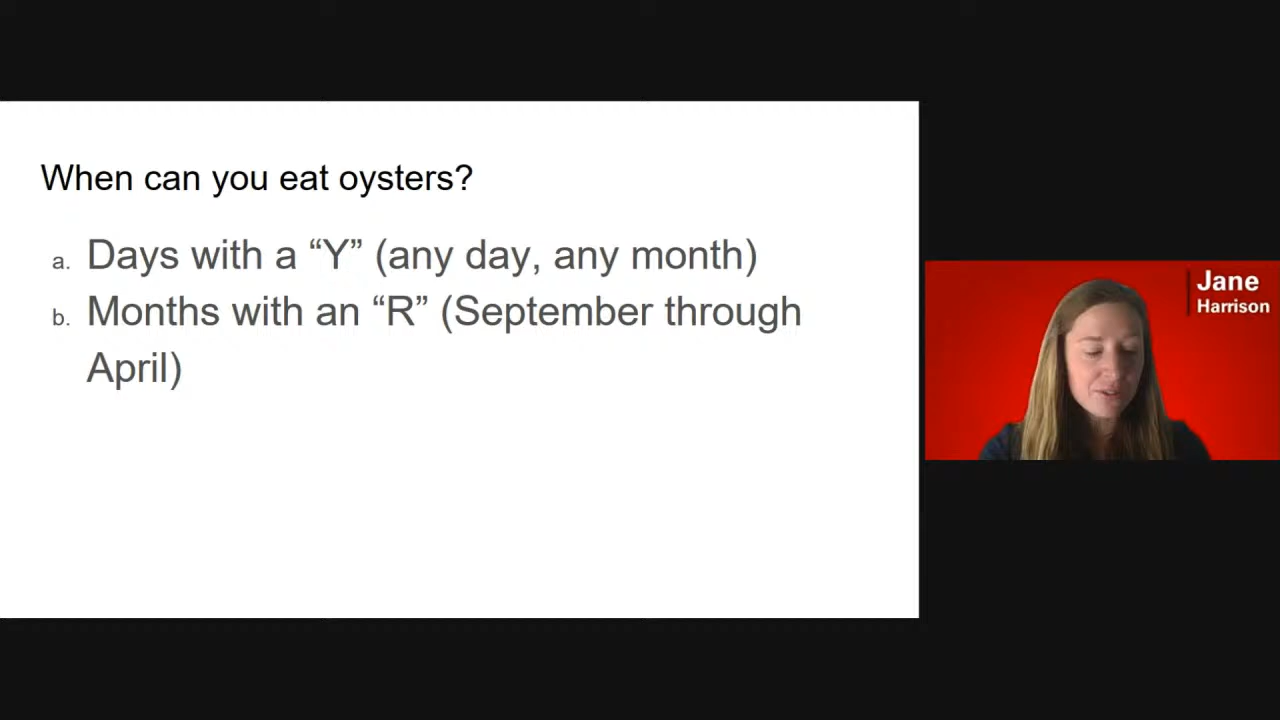 When can you eat oysters?
a. Days with a “Y” (any day, any month)
b. Months with an “R” (September through
April)
Jane
Harrison